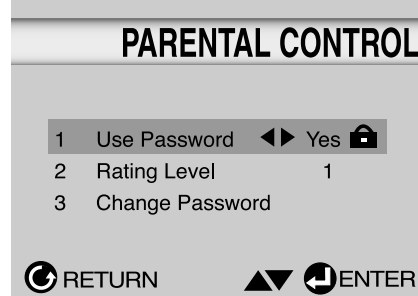 PARENTAL CONTROL
1 Use Password ◀▶ Yes
2 Rating Level 1
3 Change Password
RETURN ▲▼ ENTER